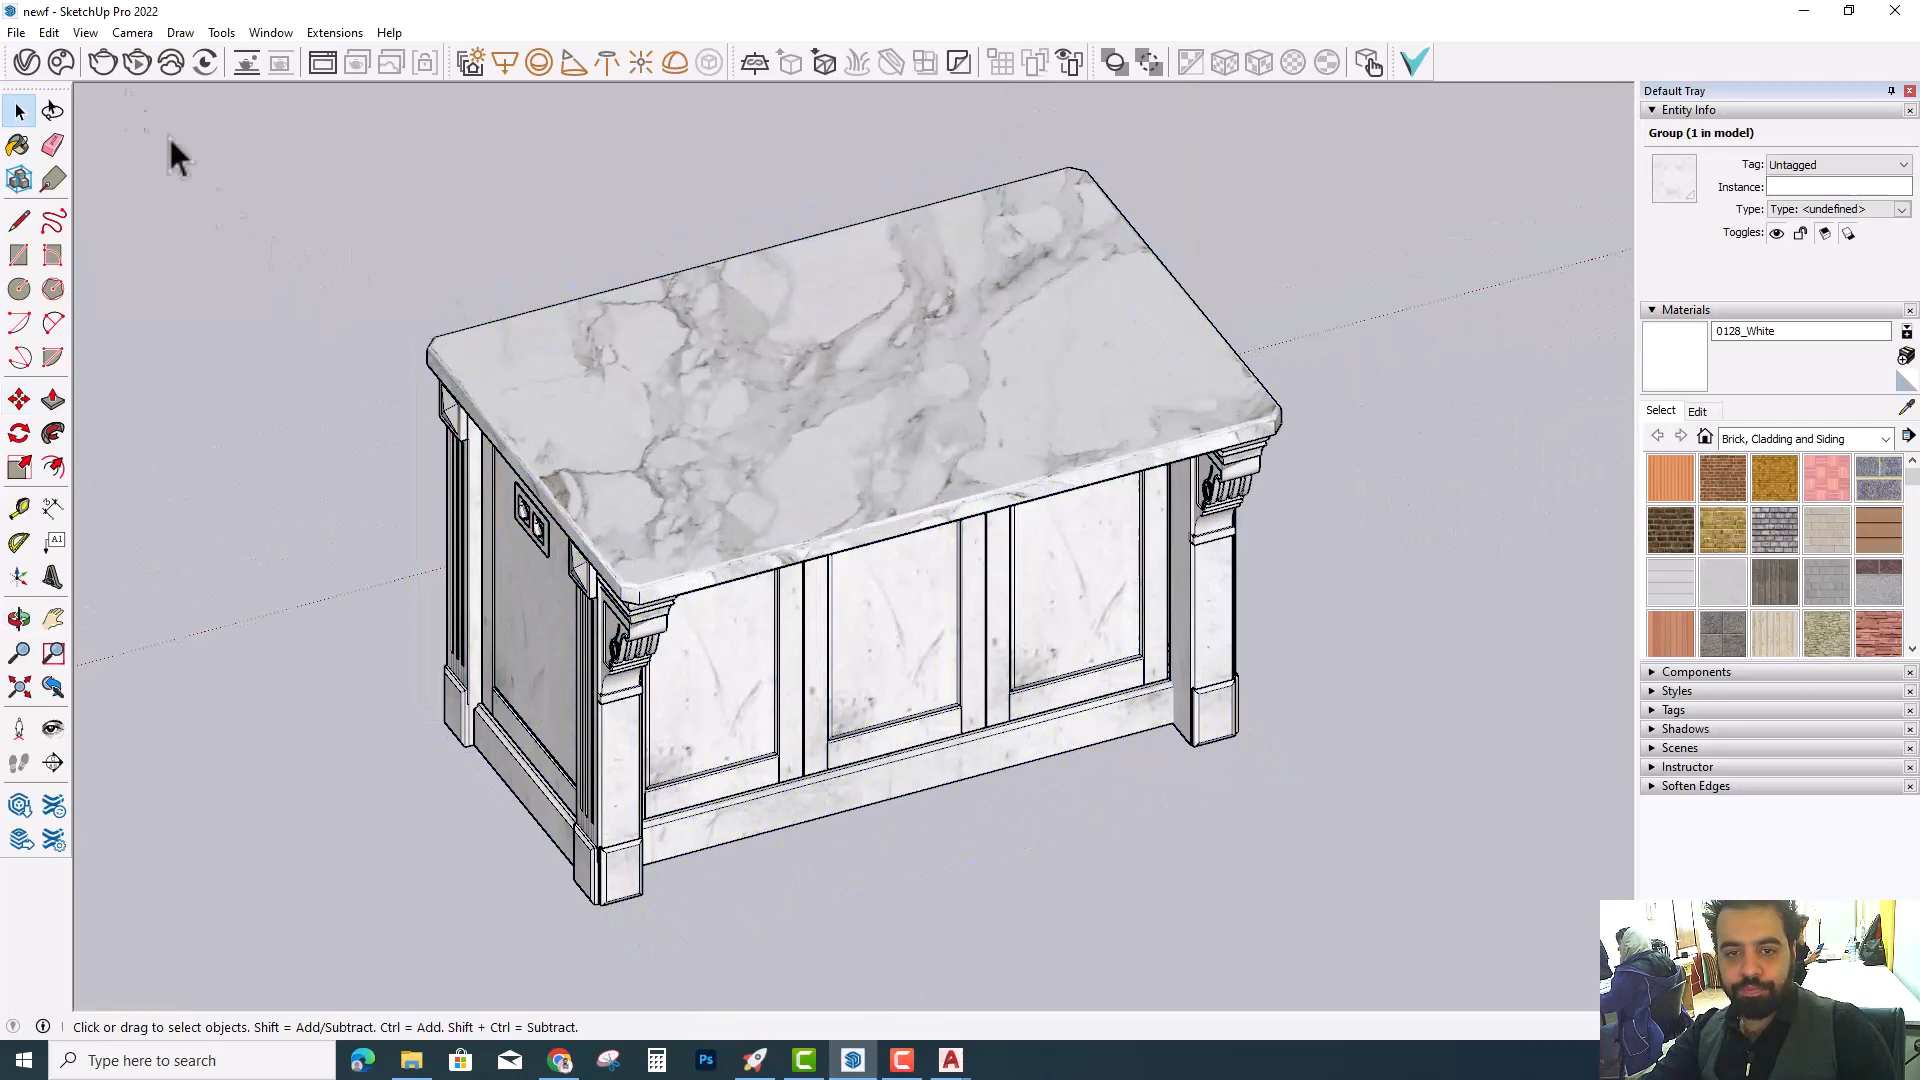 newf - SketchUp Pro 2022
File Edit View Camera Draw Tools Window Extensions Help
Default Tray
Entity Info
Group (1 in model)
Tag: Untagged
Instance:
Type: Type: <undefined>
Toggles:
Materials
0128_White
Select Edit
Brick, Cladding and Siding
Components
Styles
Tags
Shadows
Scenes
Instructor
Soften Edges
Click or drag to select objects. Shift = Add/Subtract. Ctrl = Add. Shift + Ctrl = Subtract.
Type here to search